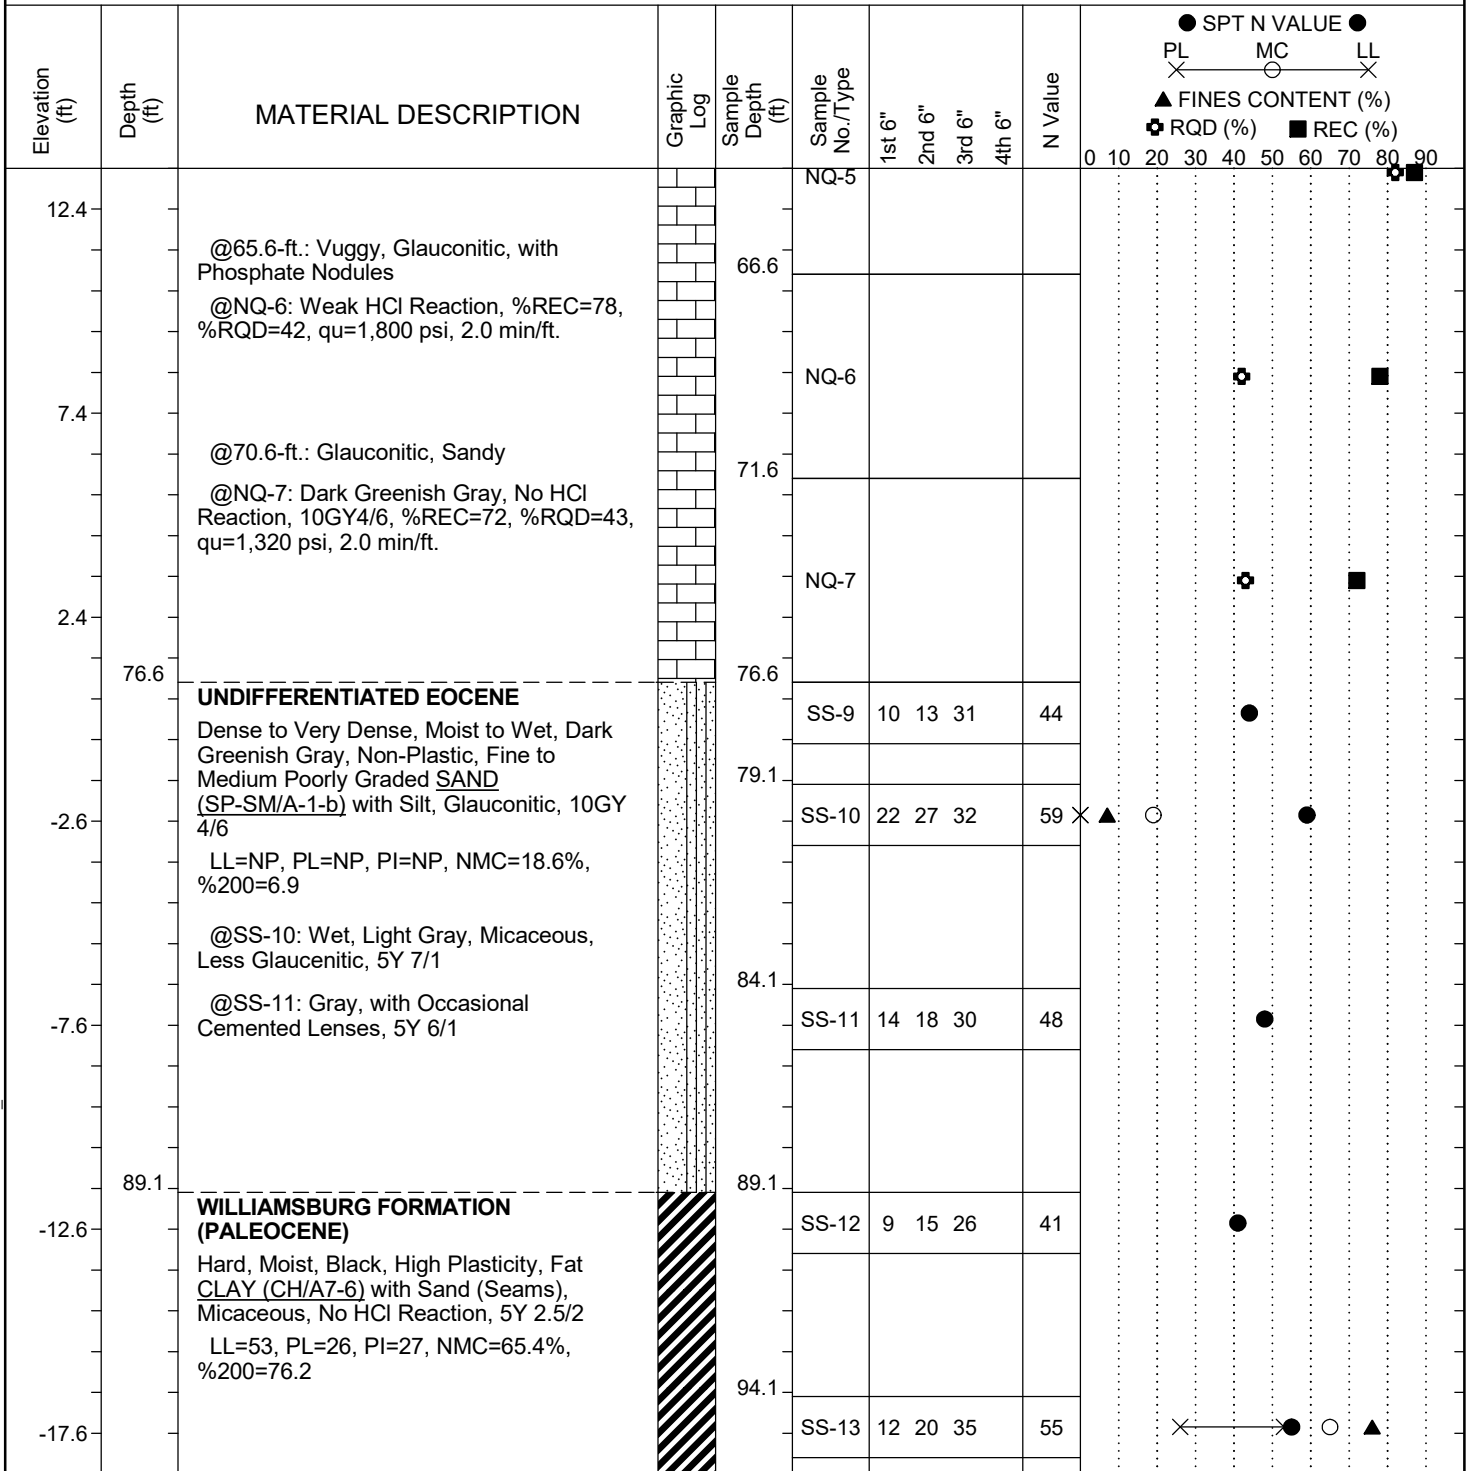 ● SPT N VALUE ●
PL MC LL
▲ FINES CONTENT (%)
RQD (%) ■ REC (%)
0 10 20 30 40 50 60 70 80 90
Elevation (ft)
Depth (ft)
MATERIAL DESCRIPTION
Graphic Log
Sample Depth (ft)
Sample No./Type
1st 6"
2nd 6"
3rd 6"
4th 6"
N Value
NQ-5
12.4
@65.6-ft.: Vuggy, Glauconitic, with
Phosphate Nodules
66.6
@NQ-6: Weak HCl Reaction, %REC=78,
%RQD=42, qu=1,800 psi, 2.0 min/ft.
NQ-6
7.4
@70.6-ft.: Glauconitic, Sandy
71.6
@NQ-7: Dark Greenish Gray, No HCl
Reaction, 10GY4/6, %REC=72, %RQD=43,
qu=1,320 psi, 2.0 min/ft.
NQ-7
2.4
76.6 76.6
UNDIFFERENTIATED EOCENE
SS-9 10 13 31 44
Dense to Very Dense, Moist to Wet, Dark
Greenish Gray, Non-Plastic, Fine to
Medium Poorly Graded SAND
79.1
(SP-SM/A-1-b) with Silt, Glauconitic, 10GY
4/6
-2.6 SS-10 22 27 32 59
LL=NP, PL=NP, PI=NP, NMC=18.6%,
%200=6.9
@SS-10: Wet, Light Gray, Micaceous,
Less Glaucenitic, 5Y 7/1
84.1
@SS-11: Gray, with Occasional
Cemented Lenses, 5Y 6/1
-7.6 SS-11 14 18 30 48
89.1 89.1
WILLIAMSBURG FORMATION
(PALEOCENE)
-12.6 SS-12 9 15 26 41
Hard, Moist, Black, High Plasticity, Fat
CLAY (CH/A7-6) with Sand (Seams),
Micaceous, No HCl Reaction, 5Y 2.5/2
LL=53, PL=26, PI=27, NMC=65.4%,
%200=76.2
94.1
-17.6 SS-13 12 20 35 55